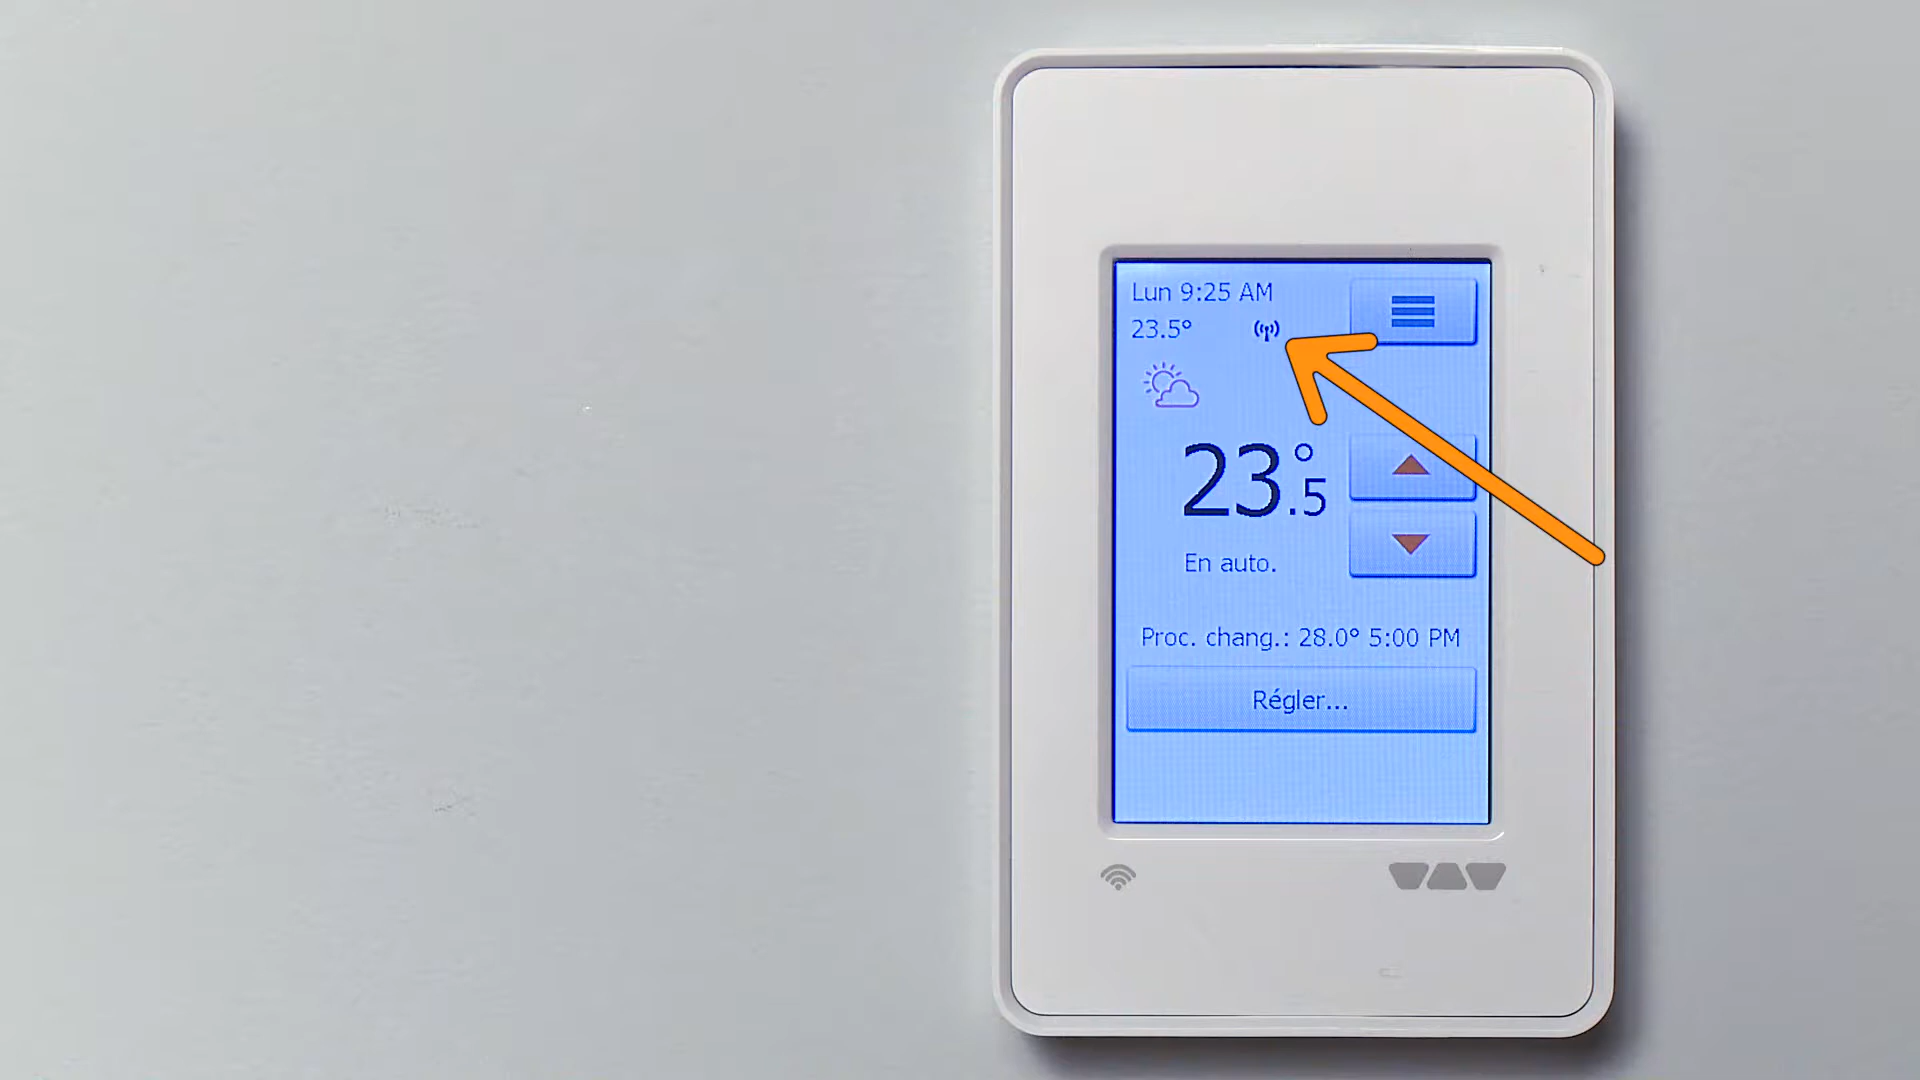 Lun 9:25 AM
23.5°
23°.5
En auto.
Proc. chang.: 28.0° 5:00 PM
Régler...